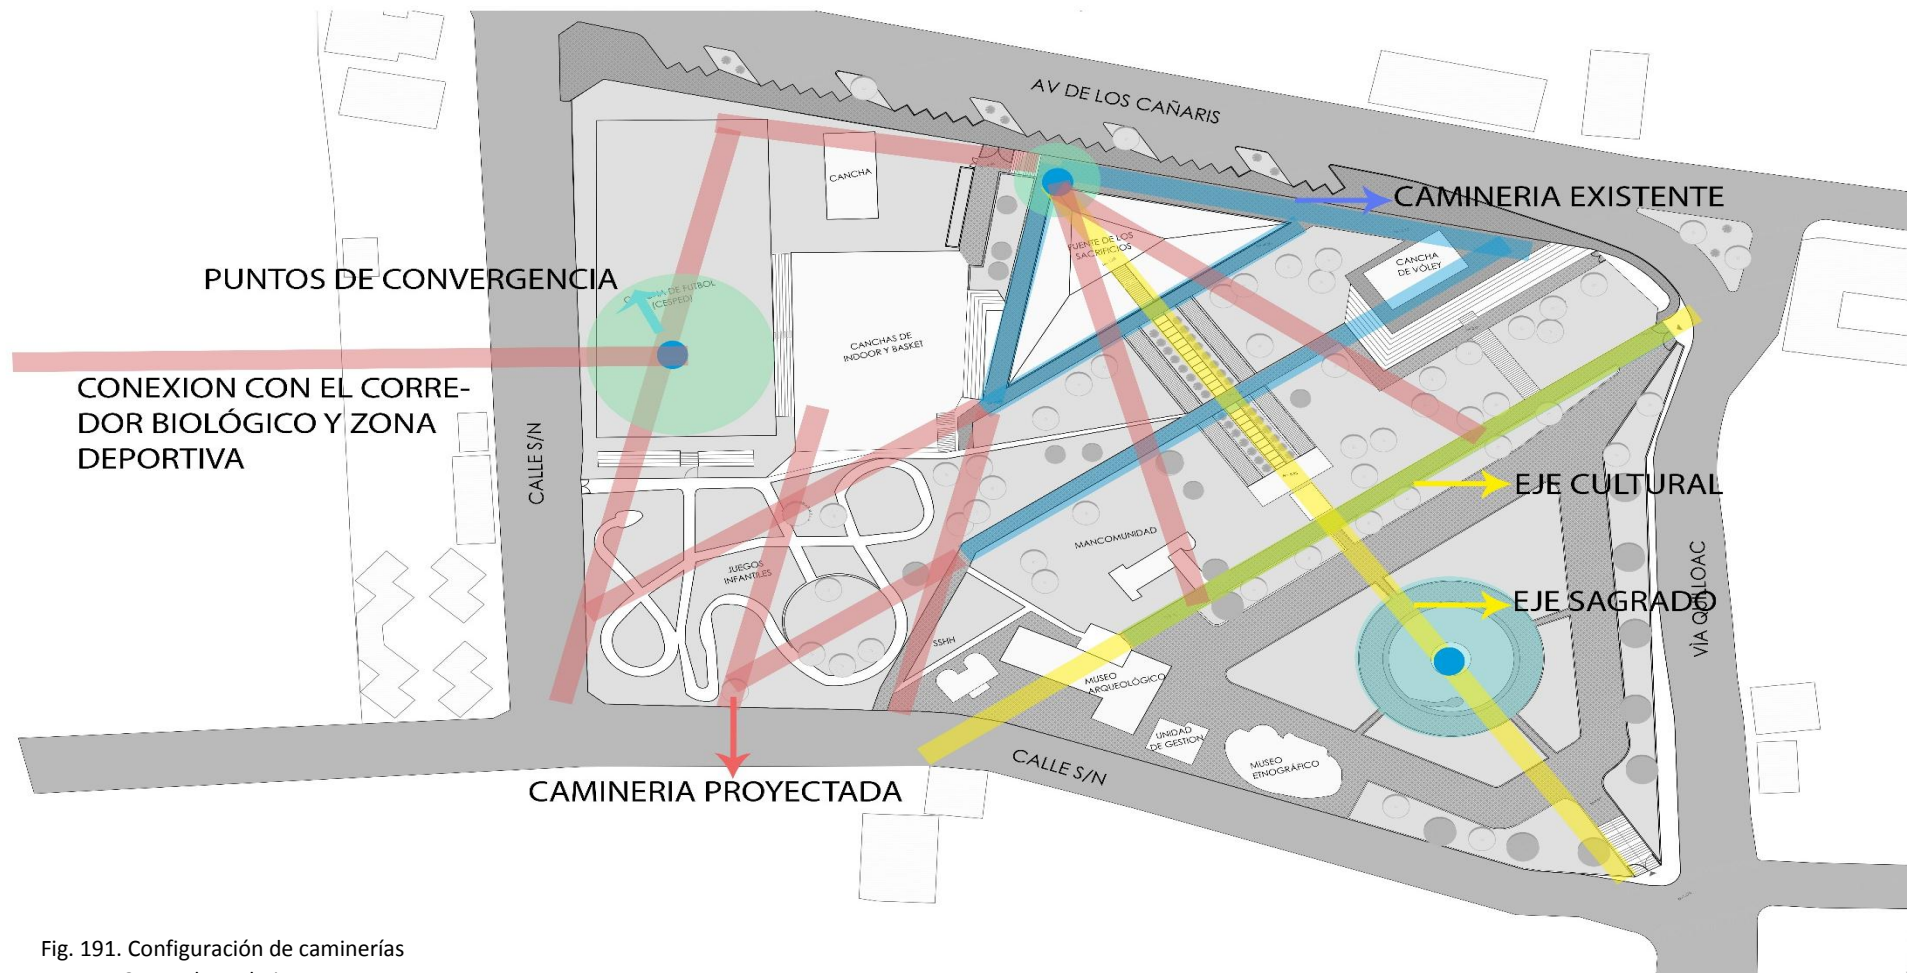 AV DE LOS CAÑARIS
CAMINERIA EXISTENTE
CANCHA
FUENTE DE LOS
SACRIFICIOS
CANCHA
DE VÓLEY
PUNTOS DE CONVERGENCIA
CANCHA DE FUTBOL
(CESPED)
CANCHAS DE
INDOOR Y BASKET
CONEXION CON EL CORRE-
DOR BIOLÓGICO Y ZONA
DEPORTIVA
CALLE S/N
EJE CULTURAL
MANCOMUNIDAD
JUEGOS
INFANTILES
EJE SAGRADO
VÌA QUILOAC
SSHH
MUSEO
ARQUEOLÓGICO
UNIDAD
DE GESTION
MUSEO
ETNOGRÁFICO
CALLE S/N
CAMINERIA PROYECTADA
Fig. 191. Configuración de caminerías